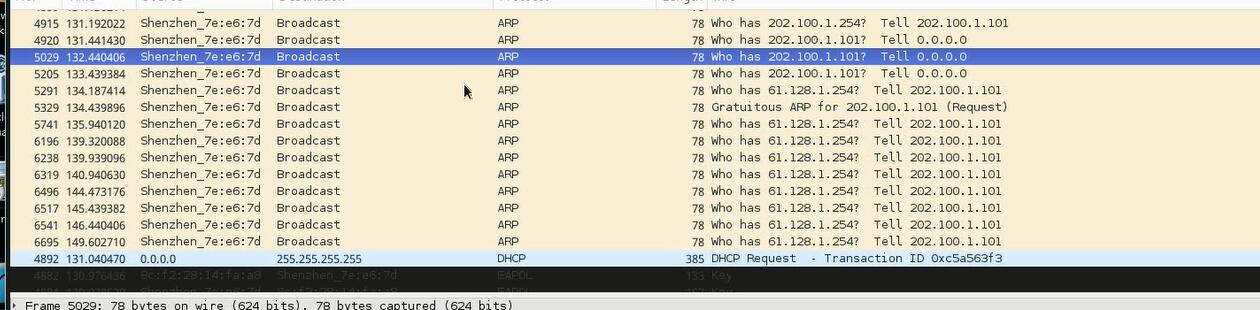 4915 131.192022 Shenzhen_7e:e6:7d Broadcast ARP 78 Who has 202.100.1.254? Tell 202.100.1.101
4920 131.441430 Shenzhen_7e:e6:7d Broadcast ARP 78 Who has 202.100.1.101? Tell 0.0.0.0
5029 132.440406 Shenzhen_7e:e6:7d Broadcast ARP 78 Who has 202.100.1.101? Tell 0.0.0.0
5205 133.439384 Shenzhen_7e:e6:7d Broadcast ARP 78 Who has 202.100.1.101? Tell 0.0.0.0
5291 134.187414 Shenzhen_7e:e6:7d Broadcast ARP 78 Who has 61.128.1.254? Tell 202.100.1.101
5329 134.439896 Shenzhen_7e:e6:7d Broadcast ARP 78 Gratuitous ARP for 202.100.1.101 (Request)
5741 135.940120 Shenzhen_7e:e6:7d Broadcast ARP 78 Who has 61.128.1.254? Tell 202.100.1.101
6196 139.320088 Shenzhen_7e:e6:7d Broadcast ARP 78 Who has 61.128.1.254? Tell 202.100.1.101
6238 139.939096 Shenzhen_7e:e6:7d Broadcast ARP 78 Who has 61.128.1.254? Tell 202.100.1.101
6319 140.940630 Shenzhen_7e:e6:7d Broadcast ARP 78 Who has 61.128.1.254? Tell 202.100.1.101
6496 144.473176 Shenzhen_7e:e6:7d Broadcast ARP 78 Who has 61.128.1.254? Tell 202.100.1.101
6517 145.439382 Shenzhen_7e:e6:7d Broadcast ARP 78 Who has 61.128.1.254? Tell 202.100.1.101
6541 146.440406 Shenzhen_7e:e6:7d Broadcast ARP 78 Who has 61.128.1.254? Tell 202.100.1.101
6695 149.602710 Shenzhen_7e:e6:7d Broadcast ARP 78 Who has 61.128.1.254? Tell 202.100.1.101
4892 131.040470 0.0.0.0 255.255.255.255 DHCP 385 DHCP Request - Transaction ID 0xc5a563f3
4882 130.976436 8c:f2:28:14:fa:a8 Shenzhen_7e:e6:7d EAPOL 133 Key
Frame 5029: 78 bytes on wire (624 bits), 78 bytes captured (624 bits)